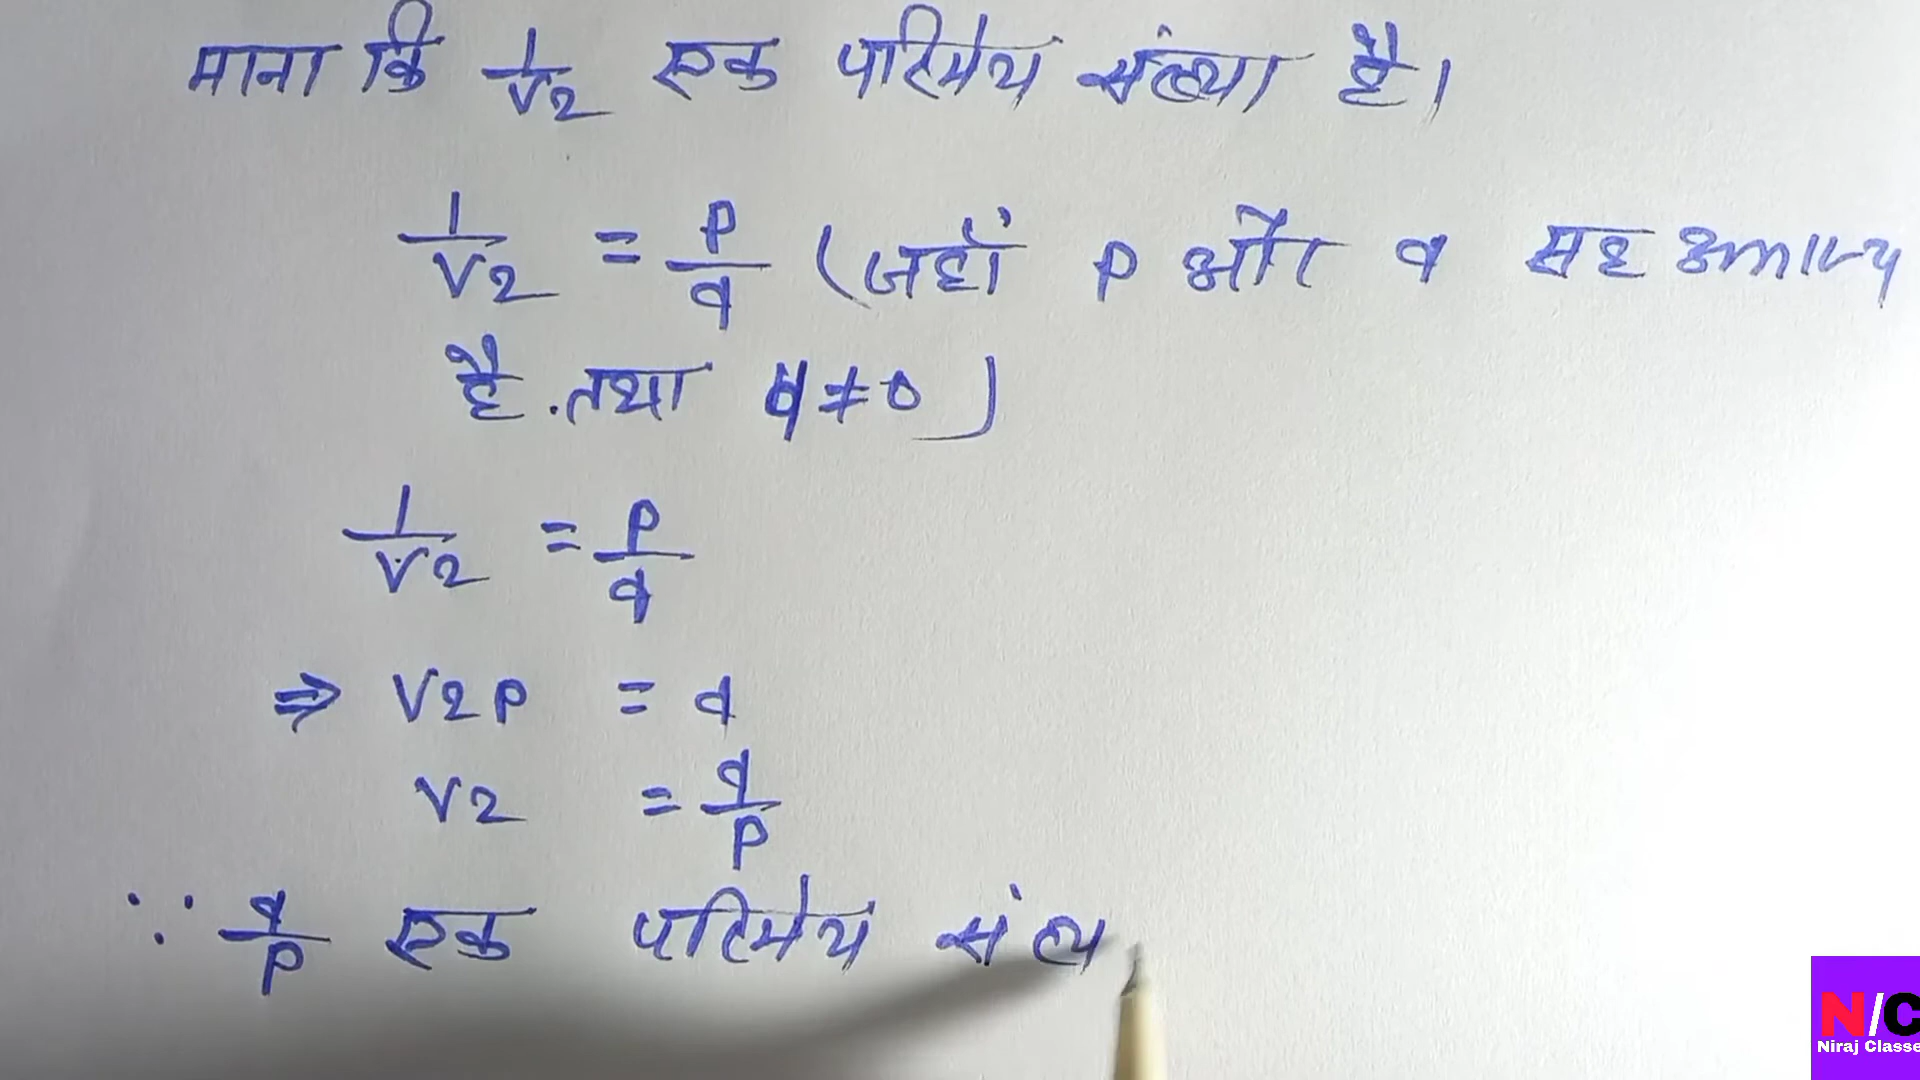 माना कि 1/√2 एक परिमेय संख्या है।
1/√2 = p/q (जहाँ p और q सह अभाज्य
है. तथा q ≠ 0)
1/√2 = p/q
⇒ √2p = q
√2 = q/p
∵ q/p एक परिमेय संख्य
N/C
Niraj Classe